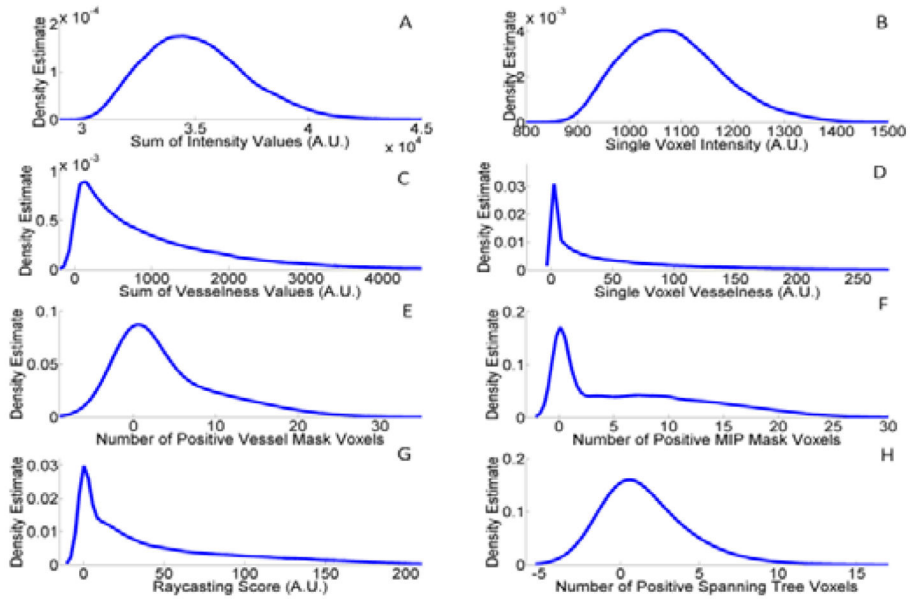 x 10⁻⁴
A
2
1
0
Density Estimate
3 3.5 4 4.5
Sum of Intensity Values (A.U.)
x 10⁴
x 10⁻³
B
4
2
0
Density Estimate
800 900 1000 1100 1200 1300 1400 1500
Single Voxel Intensity (A.U.)
x 10⁻³
C
1
0.5
0
Density Estimate
0 1000 2000 3000 4000
Sum of Vesselness Values (A.U.)
D
0.03
0.02
0.01
0
Density Estimate
0 50 100 150 200 250
Single Voxel Vesselness (A.U.)
E
0.1
0.05
0
Density Estimate
0 10 20 30
Number of Positive Vessel Mask Voxels
F
0.2
0.1
0
Density Estimate
0 5 10 15 20 25 30
Number of Positive MIP Mask Voxels
G
0.03
0.02
0.01
0
Density Estimate
0 50 100 150 200
Raycasting Score (A.U.)
H
0.2
0.1
0
Density Estimate
-5 0 5 10 15
Number of Positive Spanning Tree Voxels